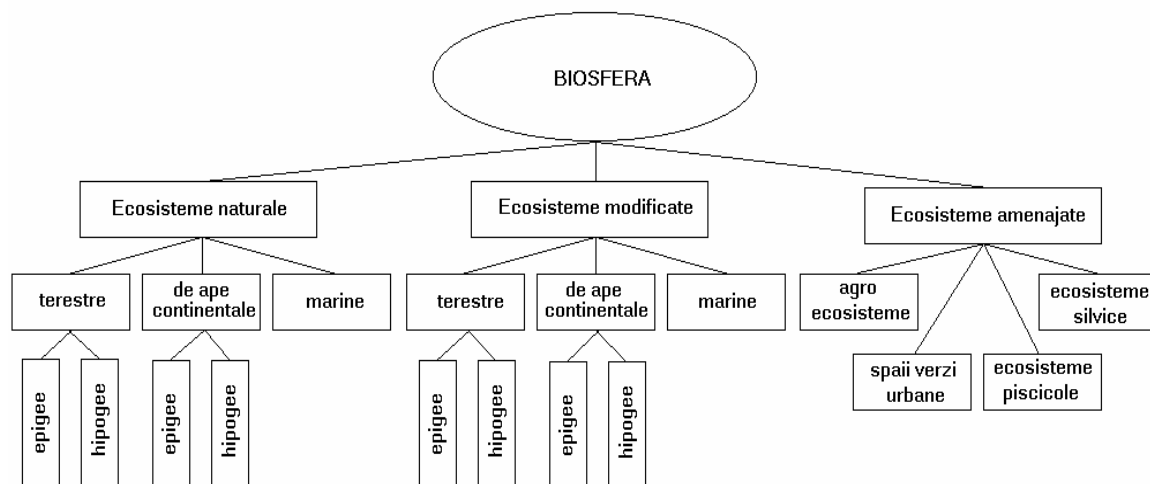 BIOSFERA
Ecosisteme naturale
Ecosisteme modificate
Ecosisteme amenajate
terestre
de ape
continentale
marine
terestre
de ape
continentale
marine
agro
ecosisteme
ecosisteme
silvice
epigee
hipogee
epigee
hipogee
epigee
hipogee
epigee
hipogee
spaii verzi
urbane
ecosisteme
piscicole